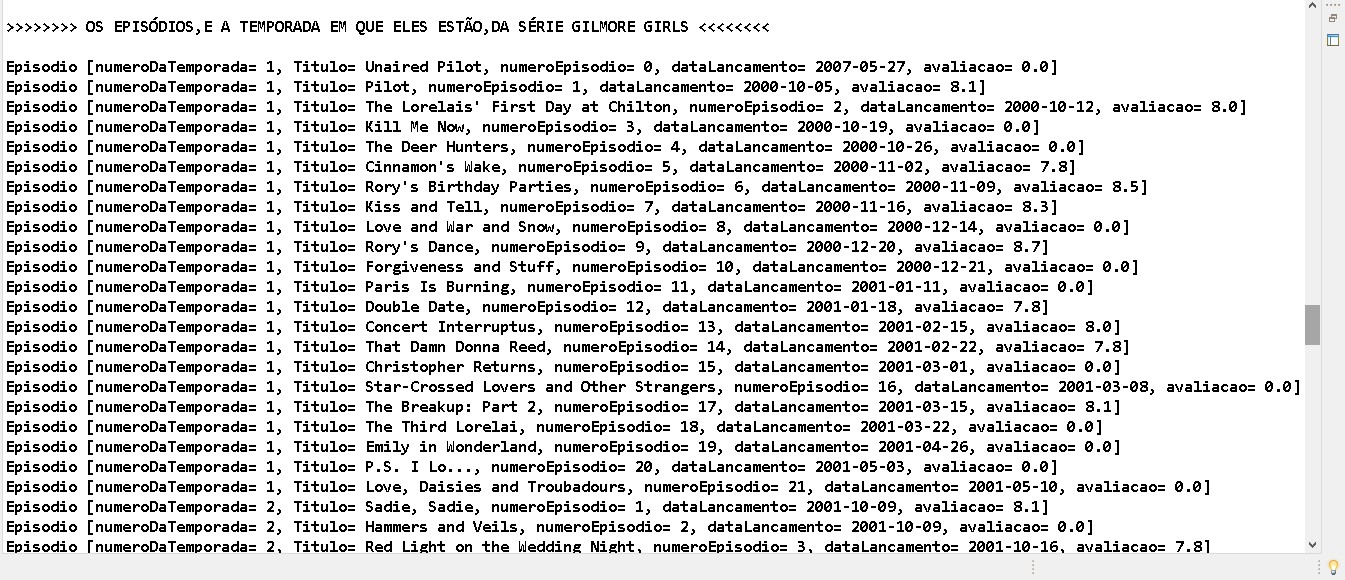 >>>>>>>> OS EPISÓDIOS,E A TEMPORADA EM QUE ELES ESTÃO,DA SÉRIE GILMORE GIRLS <<<<<<<<
Episodio [numeroDaTemporada= 1, Titulo= Unaired Pilot, numeroEpisodio= 0, dataLancamento= 2007-05-27, avaliacao= 0.0]
Episodio [numeroDaTemporada= 1, Titulo= Pilot, numeroEpisodio= 1, dataLancamento= 2000-10-05, avaliacao= 8.1]
Episodio [numeroDaTemporada= 1, Titulo= The Lorelais' First Day at Chilton, numeroEpisodio= 2, dataLancamento= 2000-10-12, avaliacao= 8.0]
Episodio [numeroDaTemporada= 1, Titulo= Kill Me Now, numeroEpisodio= 3, dataLancamento= 2000-10-19, avaliacao= 0.0]
Episodio [numeroDaTemporada= 1, Titulo= The Deer Hunters, numeroEpisodio= 4, dataLancamento= 2000-10-26, avaliacao= 0.0]
Episodio [numeroDaTemporada= 1, Titulo= Cinnamon's Wake, numeroEpisodio= 5, dataLancamento= 2000-11-02, avaliacao= 7.8]
Episodio [numeroDaTemporada= 1, Titulo= Rory's Birthday Parties, numeroEpisodio= 6, dataLancamento= 2000-11-09, avaliacao= 8.5]
Episodio [numeroDaTemporada= 1, Titulo= Kiss and Tell, numeroEpisodio= 7, dataLancamento= 2000-11-16, avaliacao= 8.3]
Episodio [numeroDaTemporada= 1, Titulo= Love and War and Snow, numeroEpisodio= 8, dataLancamento= 2000-12-14, avaliacao= 0.0]
Episodio [numeroDaTemporada= 1, Titulo= Rory's Dance, numeroEpisodio= 9, dataLancamento= 2000-12-20, avaliacao= 8.7]
Episodio [numeroDaTemporada= 1, Titulo= Forgiveness and Stuff, numeroEpisodio= 10, dataLancamento= 2000-12-21, avaliacao= 0.0]
Episodio [numeroDaTemporada= 1, Titulo= Paris Is Burning, numeroEpisodio= 11, dataLancamento= 2001-01-11, avaliacao= 0.0]
Episodio [numeroDaTemporada= 1, Titulo= Double Date, numeroEpisodio= 12, dataLancamento= 2001-01-18, avaliacao= 7.8]
Episodio [numeroDaTemporada= 1, Titulo= Concert Interruptus, numeroEpisodio= 13, dataLancamento= 2001-02-15, avaliacao= 8.0]
Episodio [numeroDaTemporada= 1, Titulo= That Damn Donna Reed, numeroEpisodio= 14, dataLancamento= 2001-02-22, avaliacao= 7.8]
Episodio [numeroDaTemporada= 1, Titulo= Christopher Returns, numeroEpisodio= 15, dataLancamento= 2001-03-01, avaliacao= 0.0]
Episodio [numeroDaTemporada= 1, Titulo= Star-Crossed Lovers and Other Strangers, numeroEpisodio= 16, dataLancamento= 2001-03-08, avaliacao= 0.0]
Episodio [numeroDaTemporada= 1, Titulo= The Breakup: Part 2, numeroEpisodio= 17, dataLancamento= 2001-03-15, avaliacao= 8.1]
Episodio [numeroDaTemporada= 1, Titulo= The Third Lorelai, numeroEpisodio= 18, dataLancamento= 2001-03-22, avaliacao= 0.0]
Episodio [numeroDaTemporada= 1, Titulo= Emily in Wonderland, numeroEpisodio= 19, dataLancamento= 2001-04-26, avaliacao= 0.0]
Episodio [numeroDaTemporada= 1, Titulo= P.S. I Lo..., numeroEpisodio= 20, dataLancamento= 2001-05-03, avaliacao= 0.0]
Episodio [numeroDaTemporada= 1, Titulo= Love, Daisies and Troubadours, numeroEpisodio= 21, dataLancamento= 2001-05-10, avaliacao= 0.0]
Episodio [numeroDaTemporada= 2, Titulo= Sadie, Sadie, numeroEpisodio= 1, dataLancamento= 2001-10-09, avaliacao= 8.1]
Episodio [numeroDaTemporada= 2, Titulo= Hammers and Veils, numeroEpisodio= 2, dataLancamento= 2001-10-09, avaliacao= 0.0]
Episodio [numeroDaTemporada= 2, Titulo= Red Light on the Wedding Night, numeroEpisodio= 3, dataLancamento= 2001-10-16, avaliacao= 7.8]